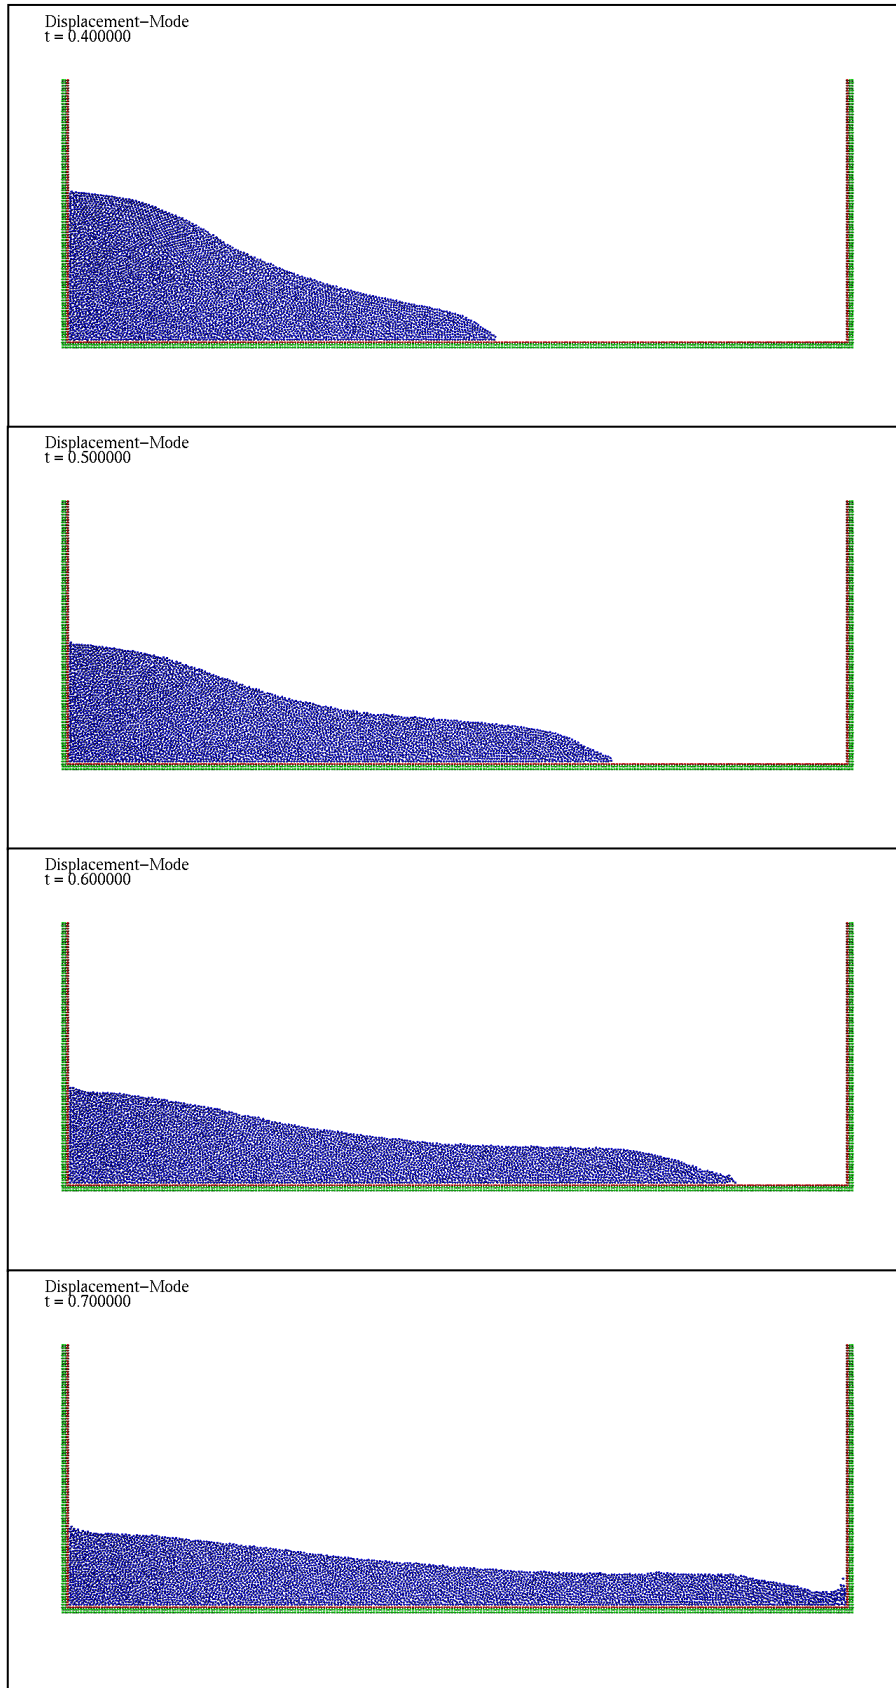 Displacement−Mode
t = 0.400000
Displacement−Mode
t = 0.500000
Displacement−Mode
t = 0.600000
Displacement−Mode
t = 0.700000